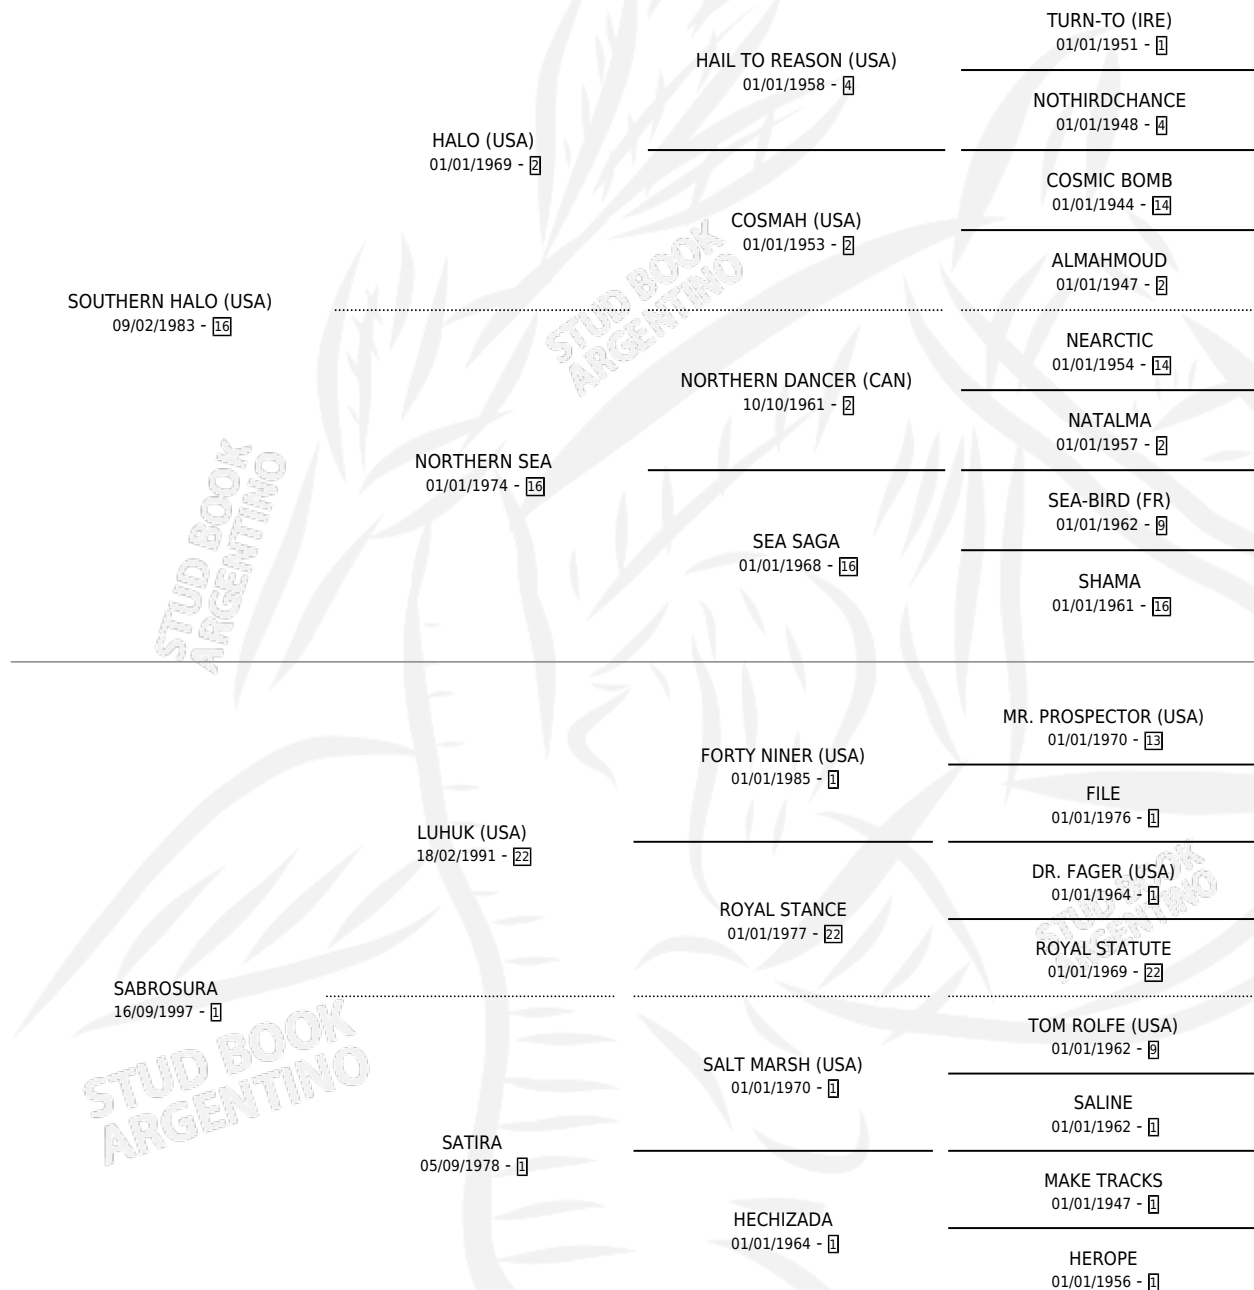 TURN-TO (IRE)
01/01/1951 - 1
HAIL TO REASON (USA)
01/01/1958 - 4
NOTHIRDCHANCE
01/01/1948 - 4
HALO (USA)
01/01/1969 - 2
COSMIC BOMB
01/01/1944 - 14
COSMAH (USA)
01/01/1953 - 2
ALMAHMOUD
01/01/1947 - 2
SOUTHERN HALO (USA)
09/02/1983 - 16
NEARCTIC
01/01/1954 - 14
NORTHERN DANCER (CAN)
10/10/1961 - 2
NATALMA
01/01/1957 - 2
NORTHERN SEA
01/01/1974 - 16
SEA-BIRD (FR)
01/01/1962 - 9
SEA SAGA
01/01/1968 - 16
SHAMA
01/01/1961 - 16
MR. PROSPECTOR (USA)
01/01/1970 - 13
FORTY NINER (USA)
01/01/1985 - 1
FILE
01/01/1976 - 1
LUHUK (USA)
18/02/1991 - 22
DR. FAGER (USA)
01/01/1964 - 1
ROYAL STANCE
01/01/1977 - 22
ROYAL STATUTE
01/01/1969 - 22
SABROSURA
16/09/1997 - 1
TOM ROLFE (USA)
01/01/1962 - 9
SALT MARSH (USA)
01/01/1970 - 1
SALINE
01/01/1962 - 1
SATIRA
05/09/1978 - 1
MAKE TRACKS
01/01/1947 - 1
HECHIZADA
01/01/1964 - 1
HEROPE
01/01/1956 - 1
STUD BOOK
ARGENTINO
STUD BOOK
ARGENTINO
STUD BOOK
ARGENTINO
STUD BOOK
ARGENTINO